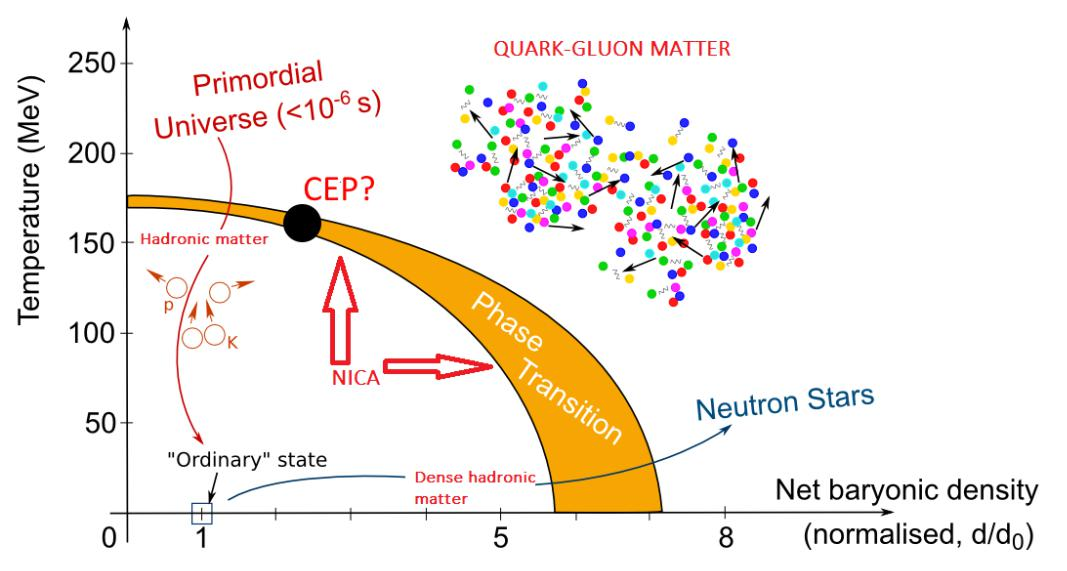 QUARK-GLUON MATTER
Temperature (MeV)
250
200
150
100
50
0
Primordial
Universe (<10⁻⁶ s)
CEP?
Hadronic matter
p
K
NICA
Phase
Transition
Neutron Stars
"Ordinary" state
Dense hadronic
matter
1
5
8
Net baryonic density
(normalised, d/d₀)